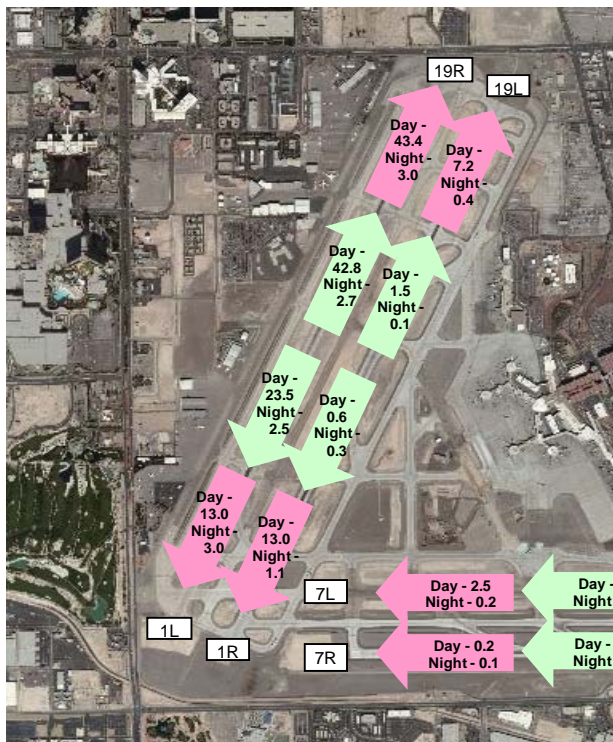 19R
19L
Day -
43.4
Night -
3.0
Day -
7.2
Night -
0.4
Day -
42.8
Night -
2.7
Day -
1.5
Night -
0.1
Day -
23.5
Night -
2.5
Day -
0.6
Night -
0.3
Day -
13.0
Night -
3.0
Day -
13.0
Night -
1.1
7L
Day - 2.5
Night - 0.2
Day -
Night
1L
1R
7R
Day - 0.2
Night - 0.1
Day -
Night